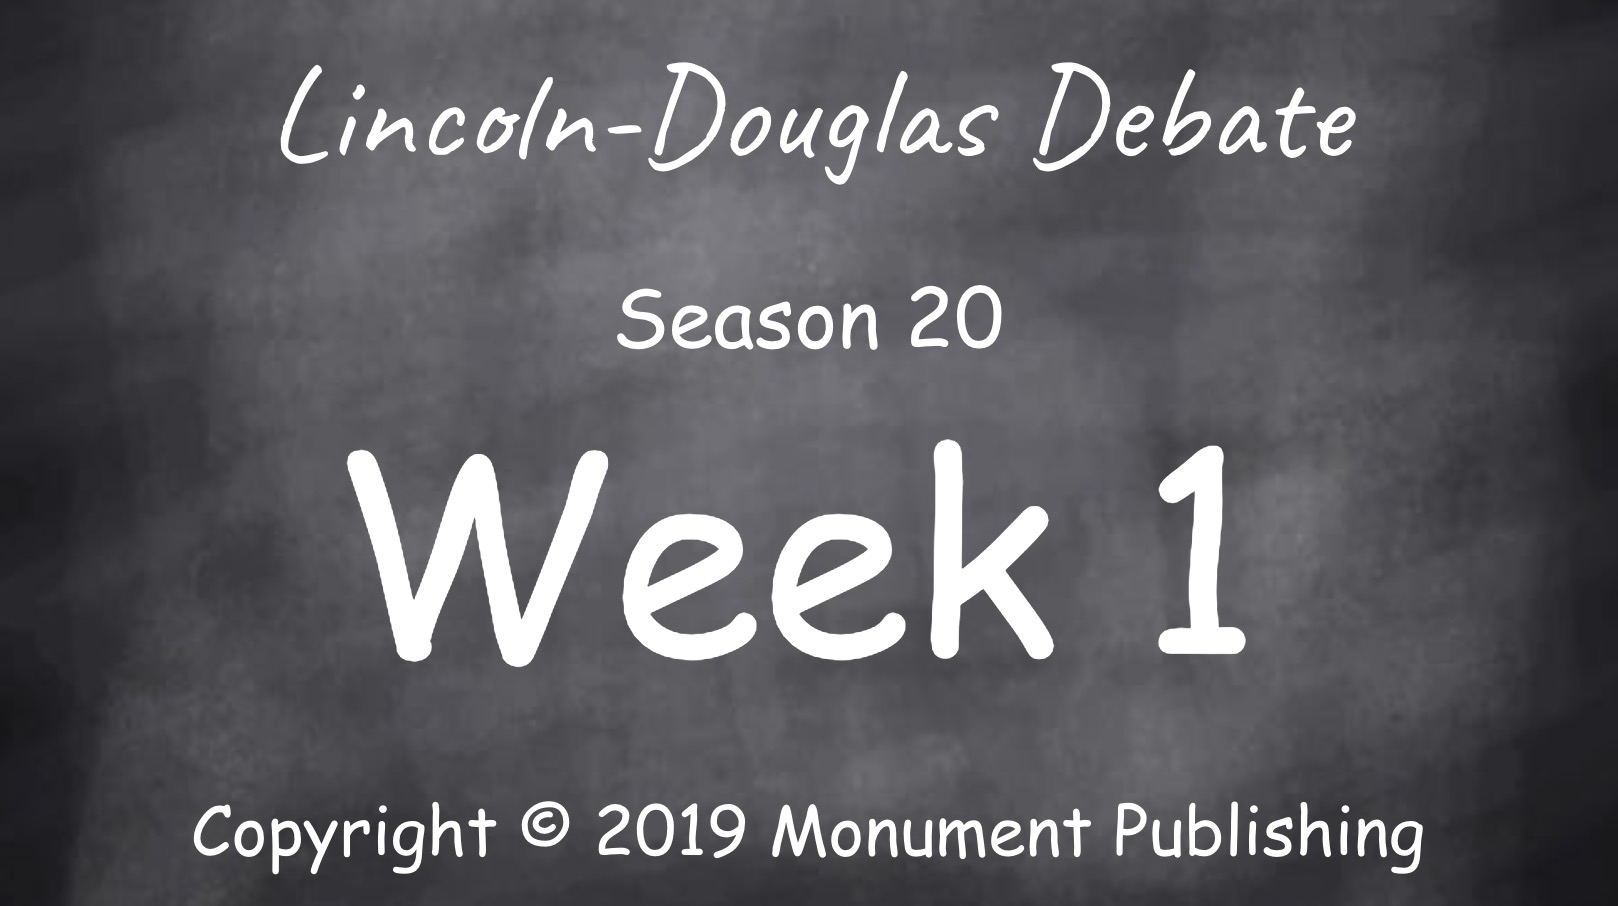 Lincoln-Douglas Debate
Season 20
Week 1
Copyright © 2019 Monument Publishing